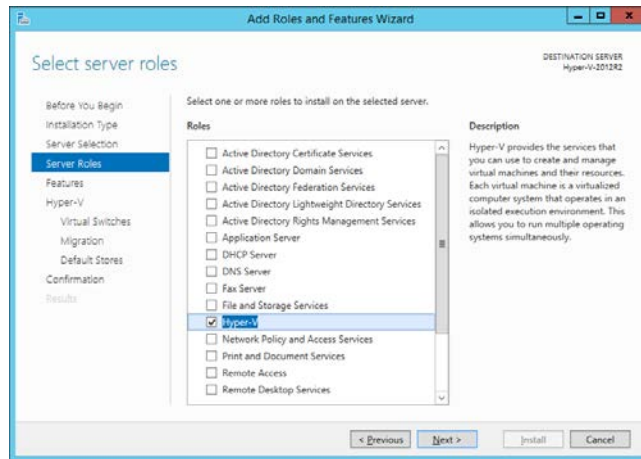 Add Roles and Features Wizard
Select server roles
DESTINATION SERVER
Hyper-V-2012R2
Before You Begin
Installation Type
Server Selection
Server Roles
Features
Hyper-V
Virtual Switches
Migration
Default Stores
Confirmation
Results
Select one or more roles to install on the selected server.
Roles
Active Directory Certificate Services
Active Directory Domain Services
Active Directory Federation Services
Active Directory Lightweight Directory Services
Active Directory Rights Management Services
Application Server
DHCP Server
DNS Server
Fax Server
File and Storage Services
Hyper-V
Network Policy and Access Services
Print and Document Services
Remote Access
Remote Desktop Services
Description
Hyper-V provides the services that
you can use to create and manage
virtual machines and their resources.
Each virtual machine is a virtualized
computer system that operates in an
isolated execution environment. This
allows you to run multiple operating
systems simultaneously.
< Previous
Next >
Install
Cancel